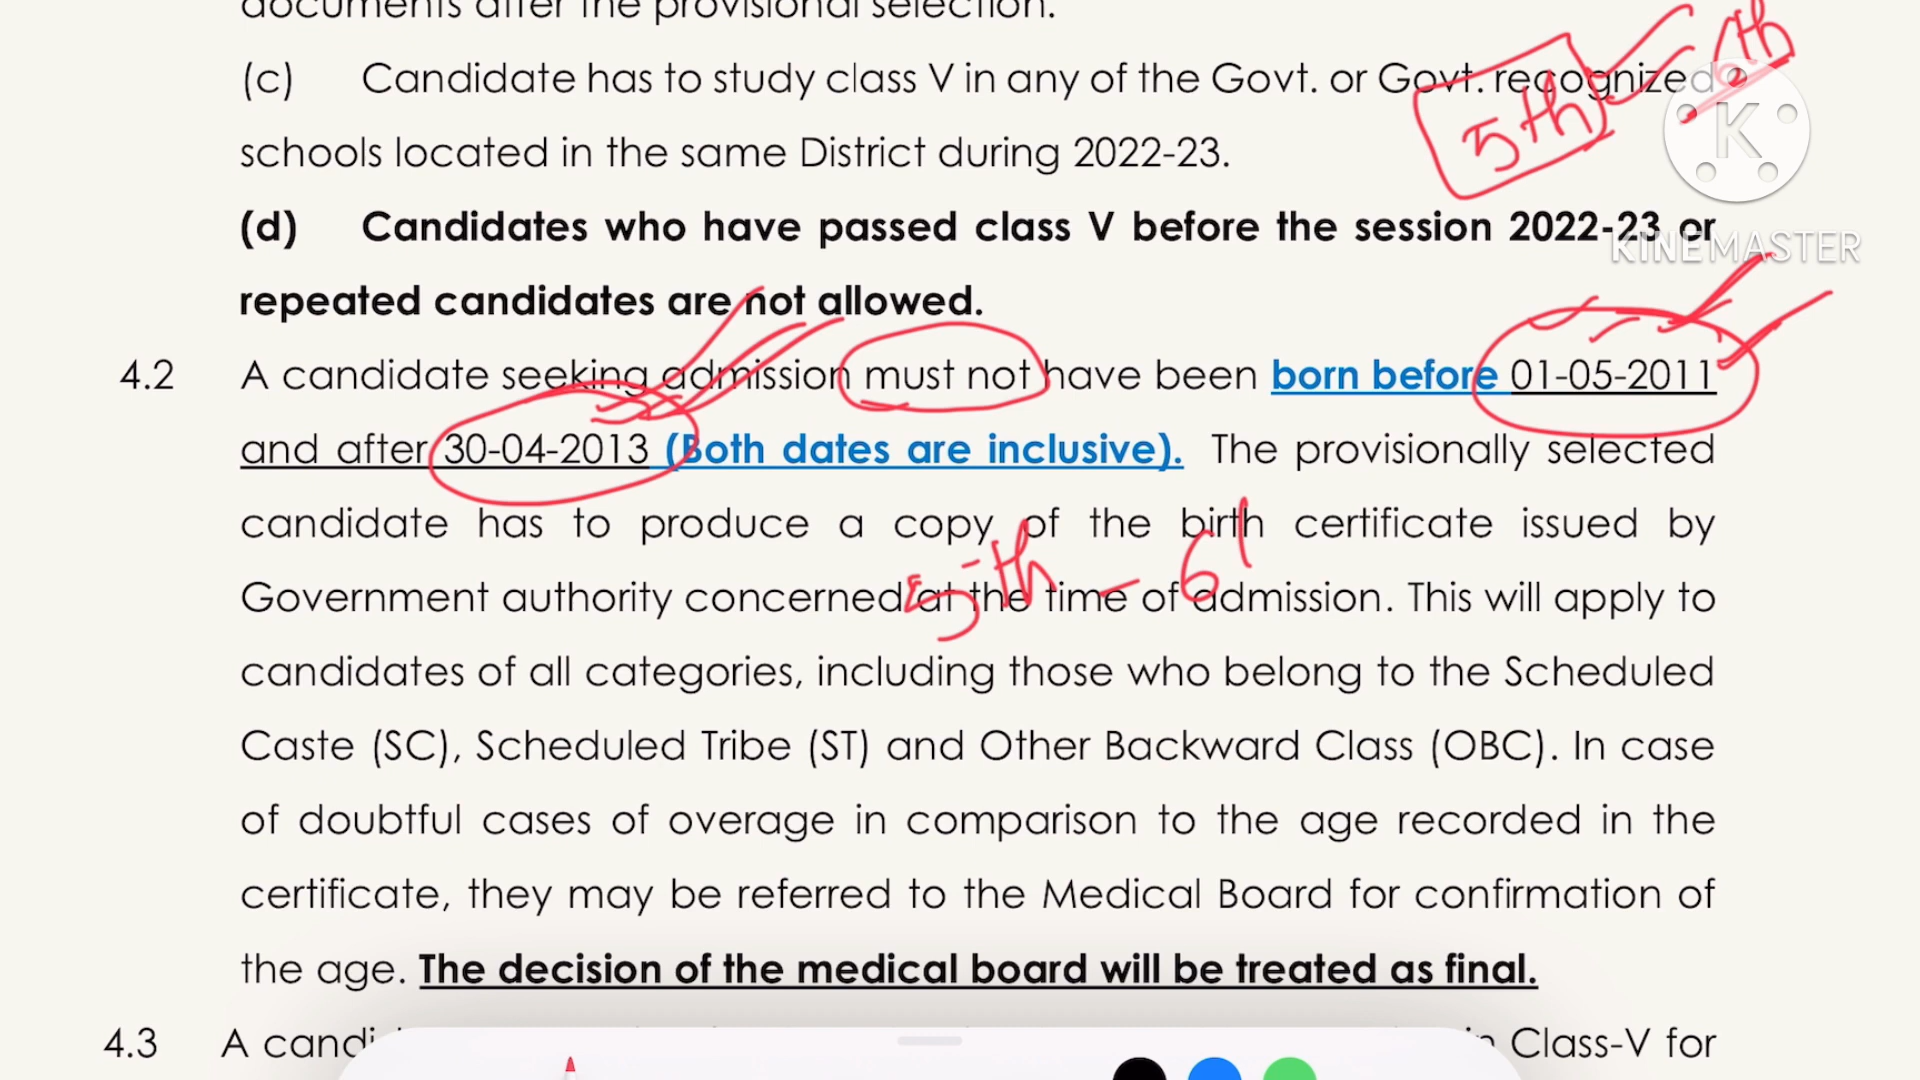 documents after the provisional selection.
(c) Candidate has to study class V in any of the Govt. or Govt. recognized
schools located in the same District during 2022-23.
5th
6th
K
KINEMASTER
(d) Candidates who have passed class V before the session 2022-23 or
repeated candidates are not allowed.
4.2 A candidate seeking admission must not have been born before 01-05-2011
and after 30-04-2013 (Both dates are inclusive). The provisionally selected
candidate has to produce a copy of the birth certificate issued by
5th - 6
Government authority concerned at the time of admission. This will apply to
candidates of all categories, including those who belong to the Scheduled
Caste (SC), Scheduled Tribe (ST) and Other Backward Class (OBC). In case
of doubtful cases of overage in comparison to the age recorded in the
certificate, they may be referred to the Medical Board for confirmation of
the age. The decision of the medical board will be treated as final.
4.3 A candi in Class-V for